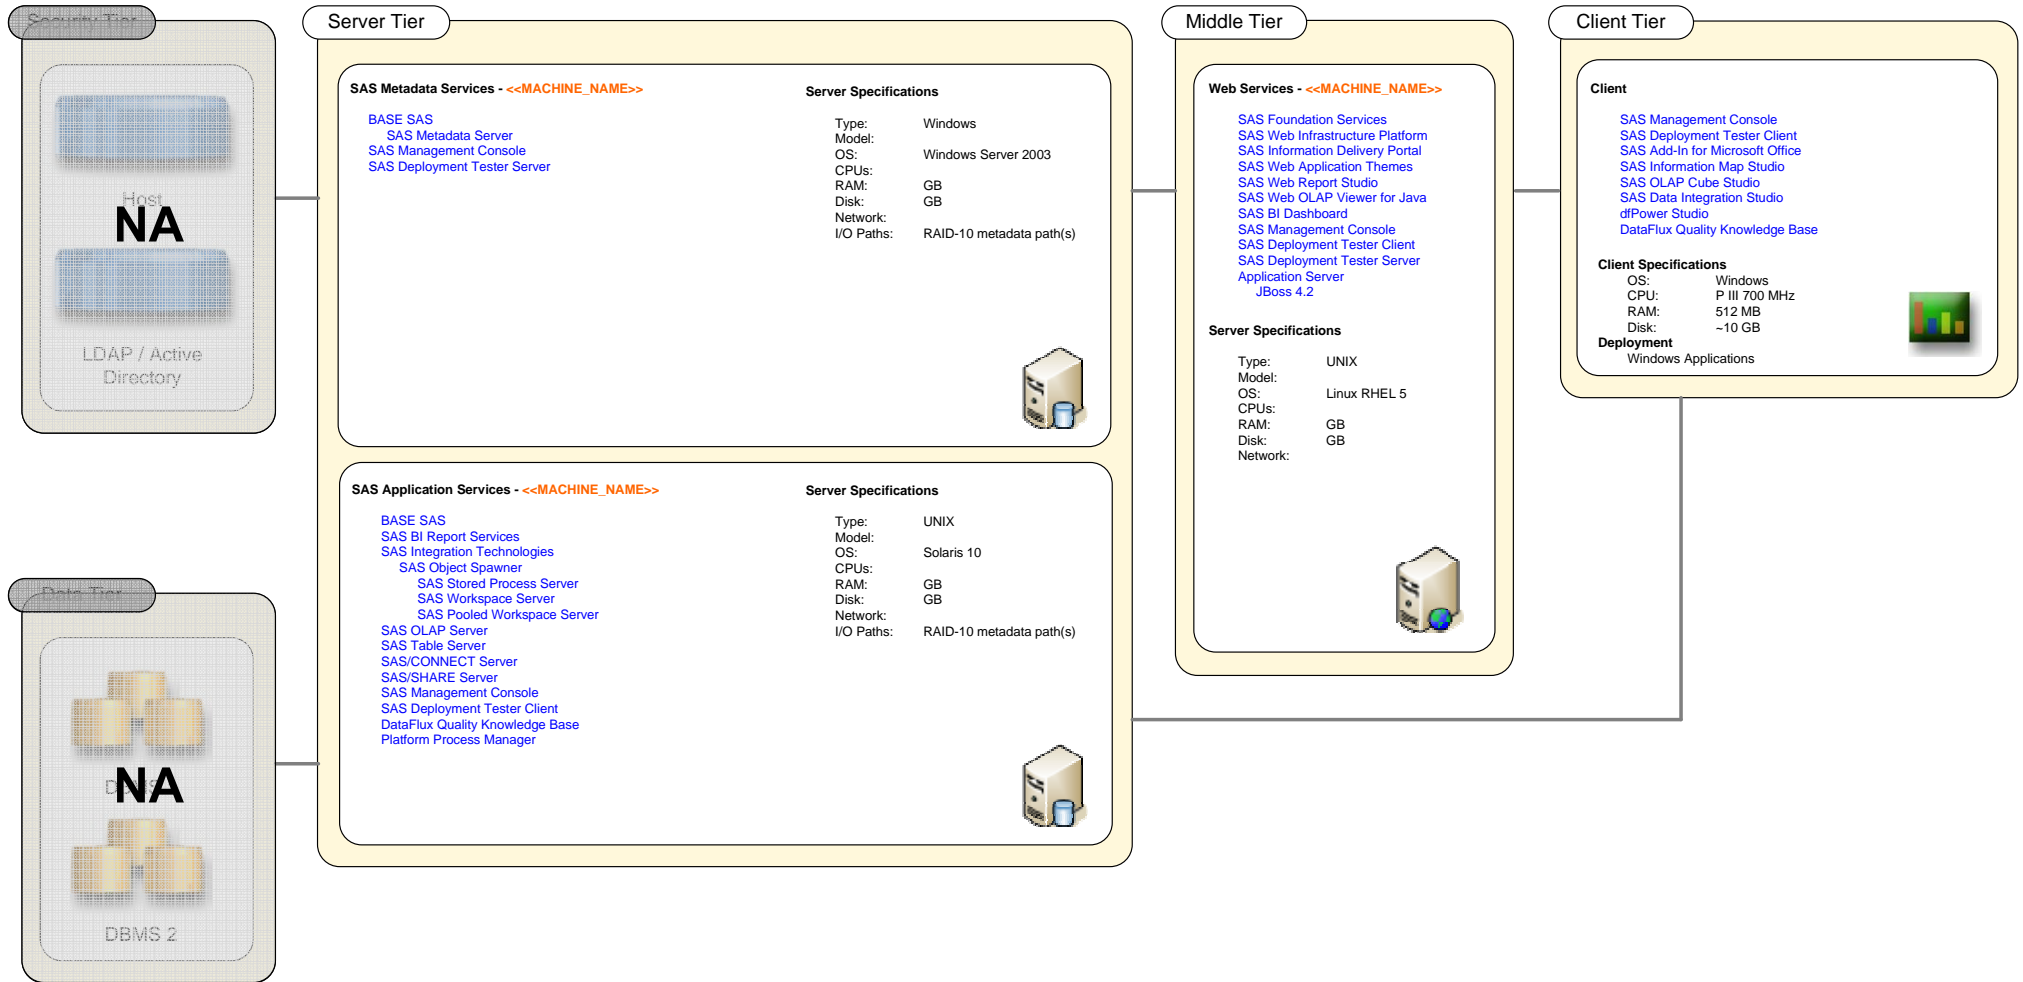 Security Tier
Host
NA
LDAP / Active
Directory
Data Tier
NA
DBMS 2
Server Tier
SAS Metadata Services - <<MACHINE_NAME>>
BASE SAS
SAS Metadata Server
SAS Management Console
SAS Deployment Tester Server
Server Specifications
Type: Windows
Model:
OS: Windows Server 2003
CPUs:
RAM: GB
Disk: GB
Network:
I/O Paths: RAID-10 metadata path(s)
SAS Application Services - <<MACHINE_NAME>>
BASE SAS
SAS BI Report Services
SAS Integration Technologies
SAS Object Spawner
SAS Stored Process Server
SAS Workspace Server
SAS Pooled Workspace Server
SAS OLAP Server
SAS Table Server
SAS/CONNECT Server
SAS/SHARE Server
SAS Management Console
SAS Deployment Tester Client
DataFlux Quality Knowledge Base
Platform Process Manager
Server Specifications
Type: UNIX
Model:
OS: Solaris 10
CPUs:
RAM: GB
Disk: GB
Network:
I/O Paths: RAID-10 metadata path(s)
Middle Tier
Web Services - <<MACHINE_NAME>>
SAS Foundation Services
SAS Web Infrastructure Platform
SAS Information Delivery Portal
SAS Web Application Themes
SAS Web Report Studio
SAS Web OLAP Viewer for Java
SAS BI Dashboard
SAS Management Console
SAS Deployment Tester Client
SAS Deployment Tester Server
Application Server
JBoss 4.2
Server Specifications
Type: UNIX
Model:
OS: Linux RHEL 5
CPUs:
RAM: GB
Disk: GB
Network:
Client Tier
Client
SAS Management Console
SAS Deployment Tester Client
SAS Add-In for Microsoft Office
SAS Information Map Studio
SAS OLAP Cube Studio
SAS Data Integration Studio
dfPower Studio
DataFlux Quality Knowledge Base
Client Specifications
OS: Windows
CPU: P III 700 MHz
RAM: 512 MB
Disk: ~10 GB
Deployment
Windows Applications